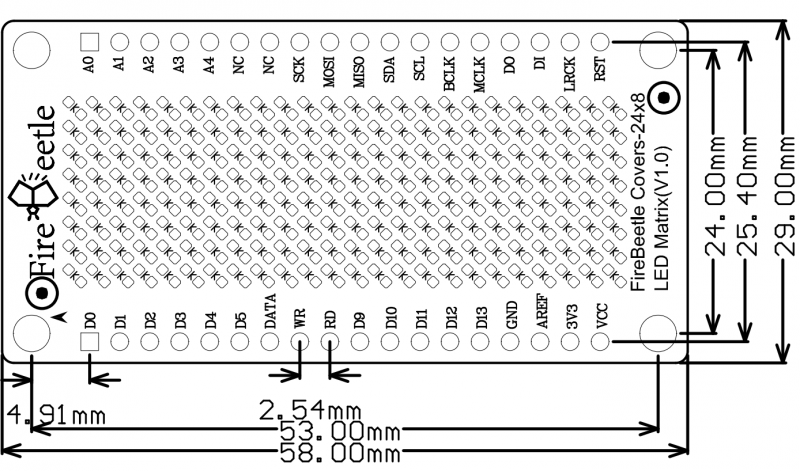 A0 A1 A2 A3 A4 NC NC SCK MOSI MISO SDA SCL BCLK MCLK DO DI LRCK RST
Fire eetle
FireBeetle Covers-24x8
LED Matrix(V1.0)
24.00mm
25.40mm
29.00mm
D0 D1 D2 D3 D4 D5 DATA WR RD D9 D10 D11 D12 D13 GND AREF 3V3 VCC
4.91mm
2.54mm
53.00mm
58.00mm